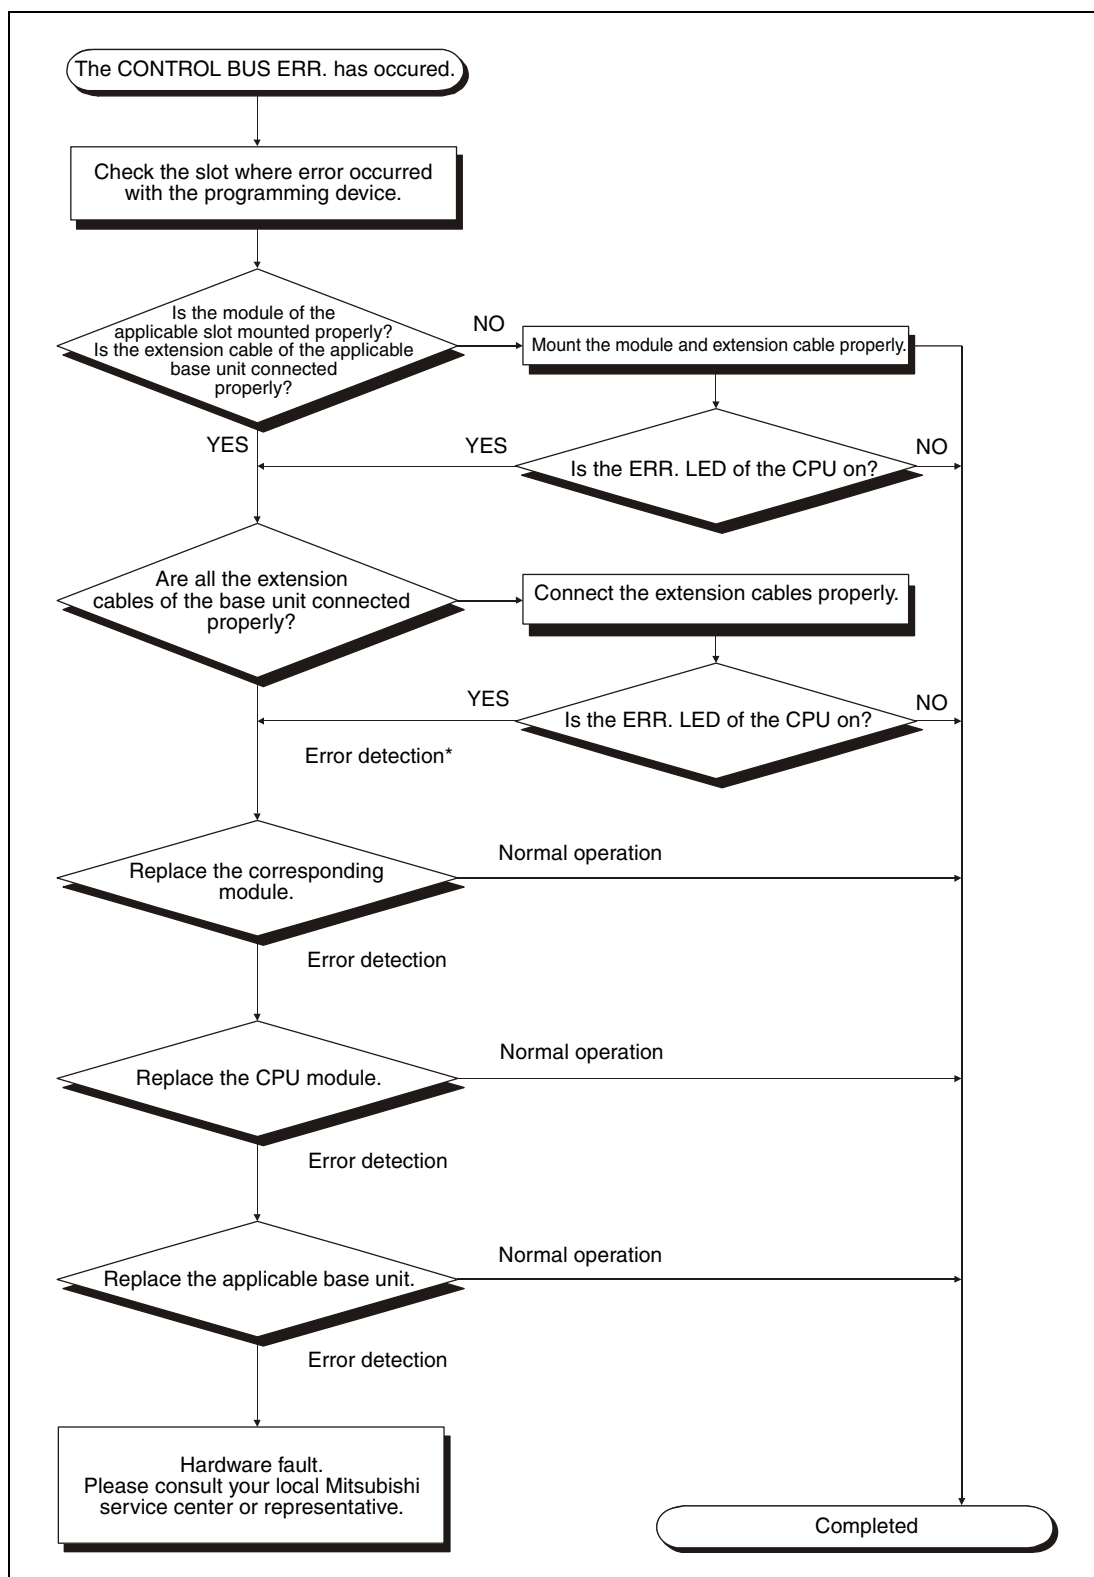 The CONTROL BUS ERR. has occured.
Check the slot where error occurred
with the programming device.
Is the module of the
applicable slot mounted properly?
Is the extension cable of the applicable
base unit connected
properly?
NO
Mount the module and extension cable properly.
YES
YES
Is the ERR. LED of the CPU on?
NO
Are all the extension
cables of the base unit connected
properly?
Connect the extension cables properly.
YES
Is the ERR. LED of the CPU on?
NO
Error detection*
Replace the corresponding
module.
Normal operation
Error detection
Replace the CPU module.
Normal operation
Error detection
Replace the applicable base unit.
Normal operation
Error detection
Hardware fault.
Please consult your local Mitsubishi
service center or representative.
Completed